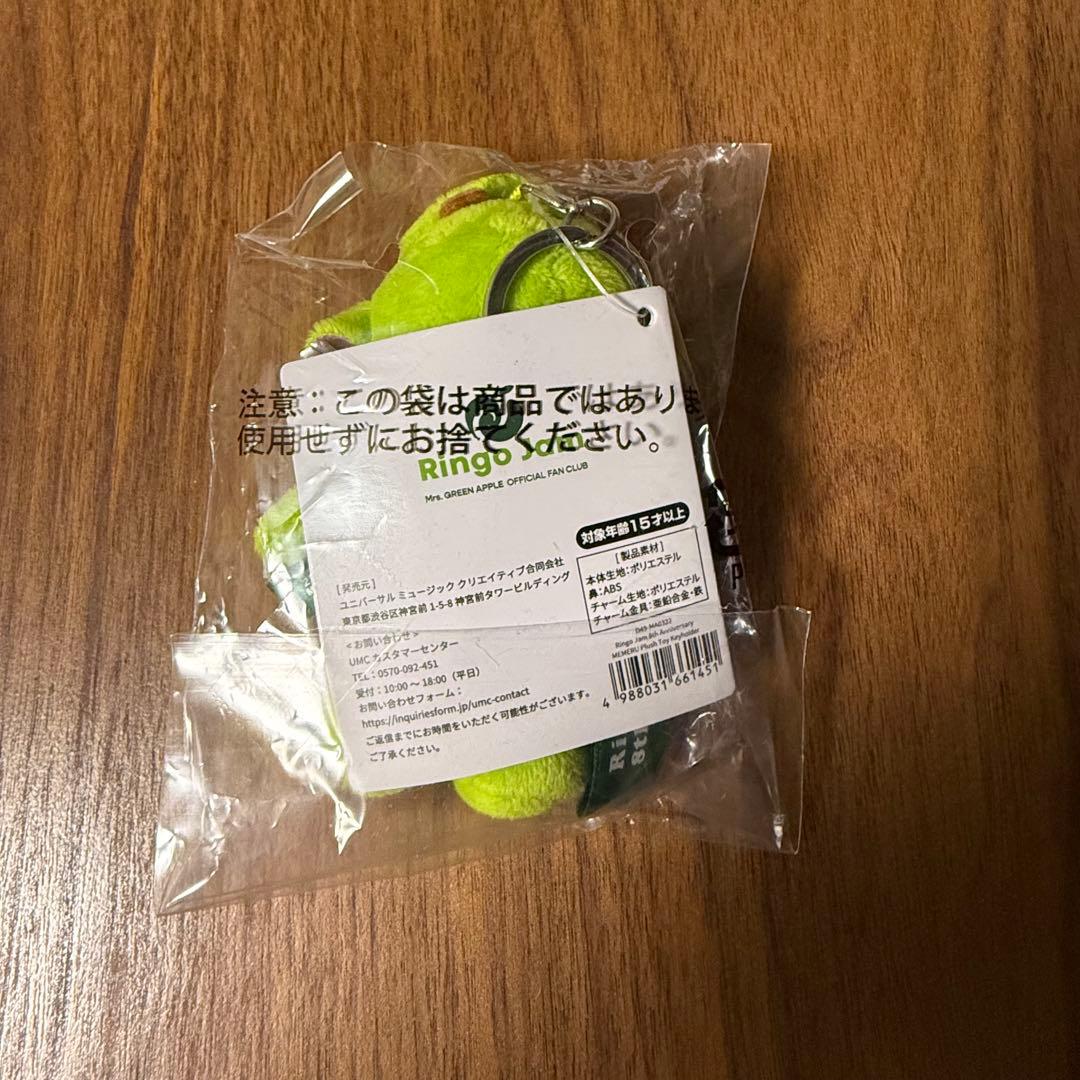 注意：この袋は商品ではありま
使用せずにお捨てください。
Ringo Jam
Mrs. GREEN APPLE OFFICIAL FAN CLUB
対象年齢15才以上
[製品素材]
本体生地：ポリエステル
鼻：ABS
チャーム生地：ポリエステル
チャーム金具：亜鉛合金・鉄
[発売元]
ユニバーサル ミュージック クリエイティブ合同会社
東京都渋谷区神宮前 1-5-8 神宮前タワービルディング
<お問い合わせ>
UMC カスタマーセンター
TEL：0570-092-451
受付：10:00～18:00（平日）
お問い合わせフォーム：
https://inquiriesform.jp/umc-contact
ご返信までにお時間をいただく可能性がございます。
ご了承ください。
D49-MA0322
Ringo Jam 8th Anniversary
MEMERU Plush Toy Keyholder
4 988031 661451
Ri
8t